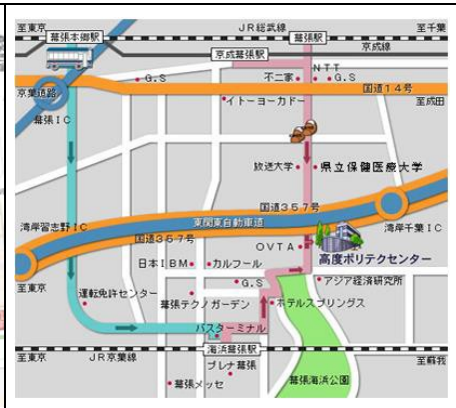 至東京
JR総武線
至千葉
幕張本郷駅
幕張駅
京成線
京成幕張駅
NTT
G.S
不二家
G.S
京葉道路
国道14号
イトーヨーカドー
至成田
幕張IC
放送大学
県立保健医療大学
国道357号
湾岸習志野IC
東関東自動車道
湾岸千葉IC
国道357号
OVTA
高度ポリテクセンター
日本IBM
カルフール
至東京
G.S
アジア経済研究所
運転免許センター
幕張テクノガーデン
ホテルスプリングス
バスターミナル
海浜幕張駅
至東京
JR京葉線
至蘇我
プレナ幕張
幕張メッセ
幕張海浜公園